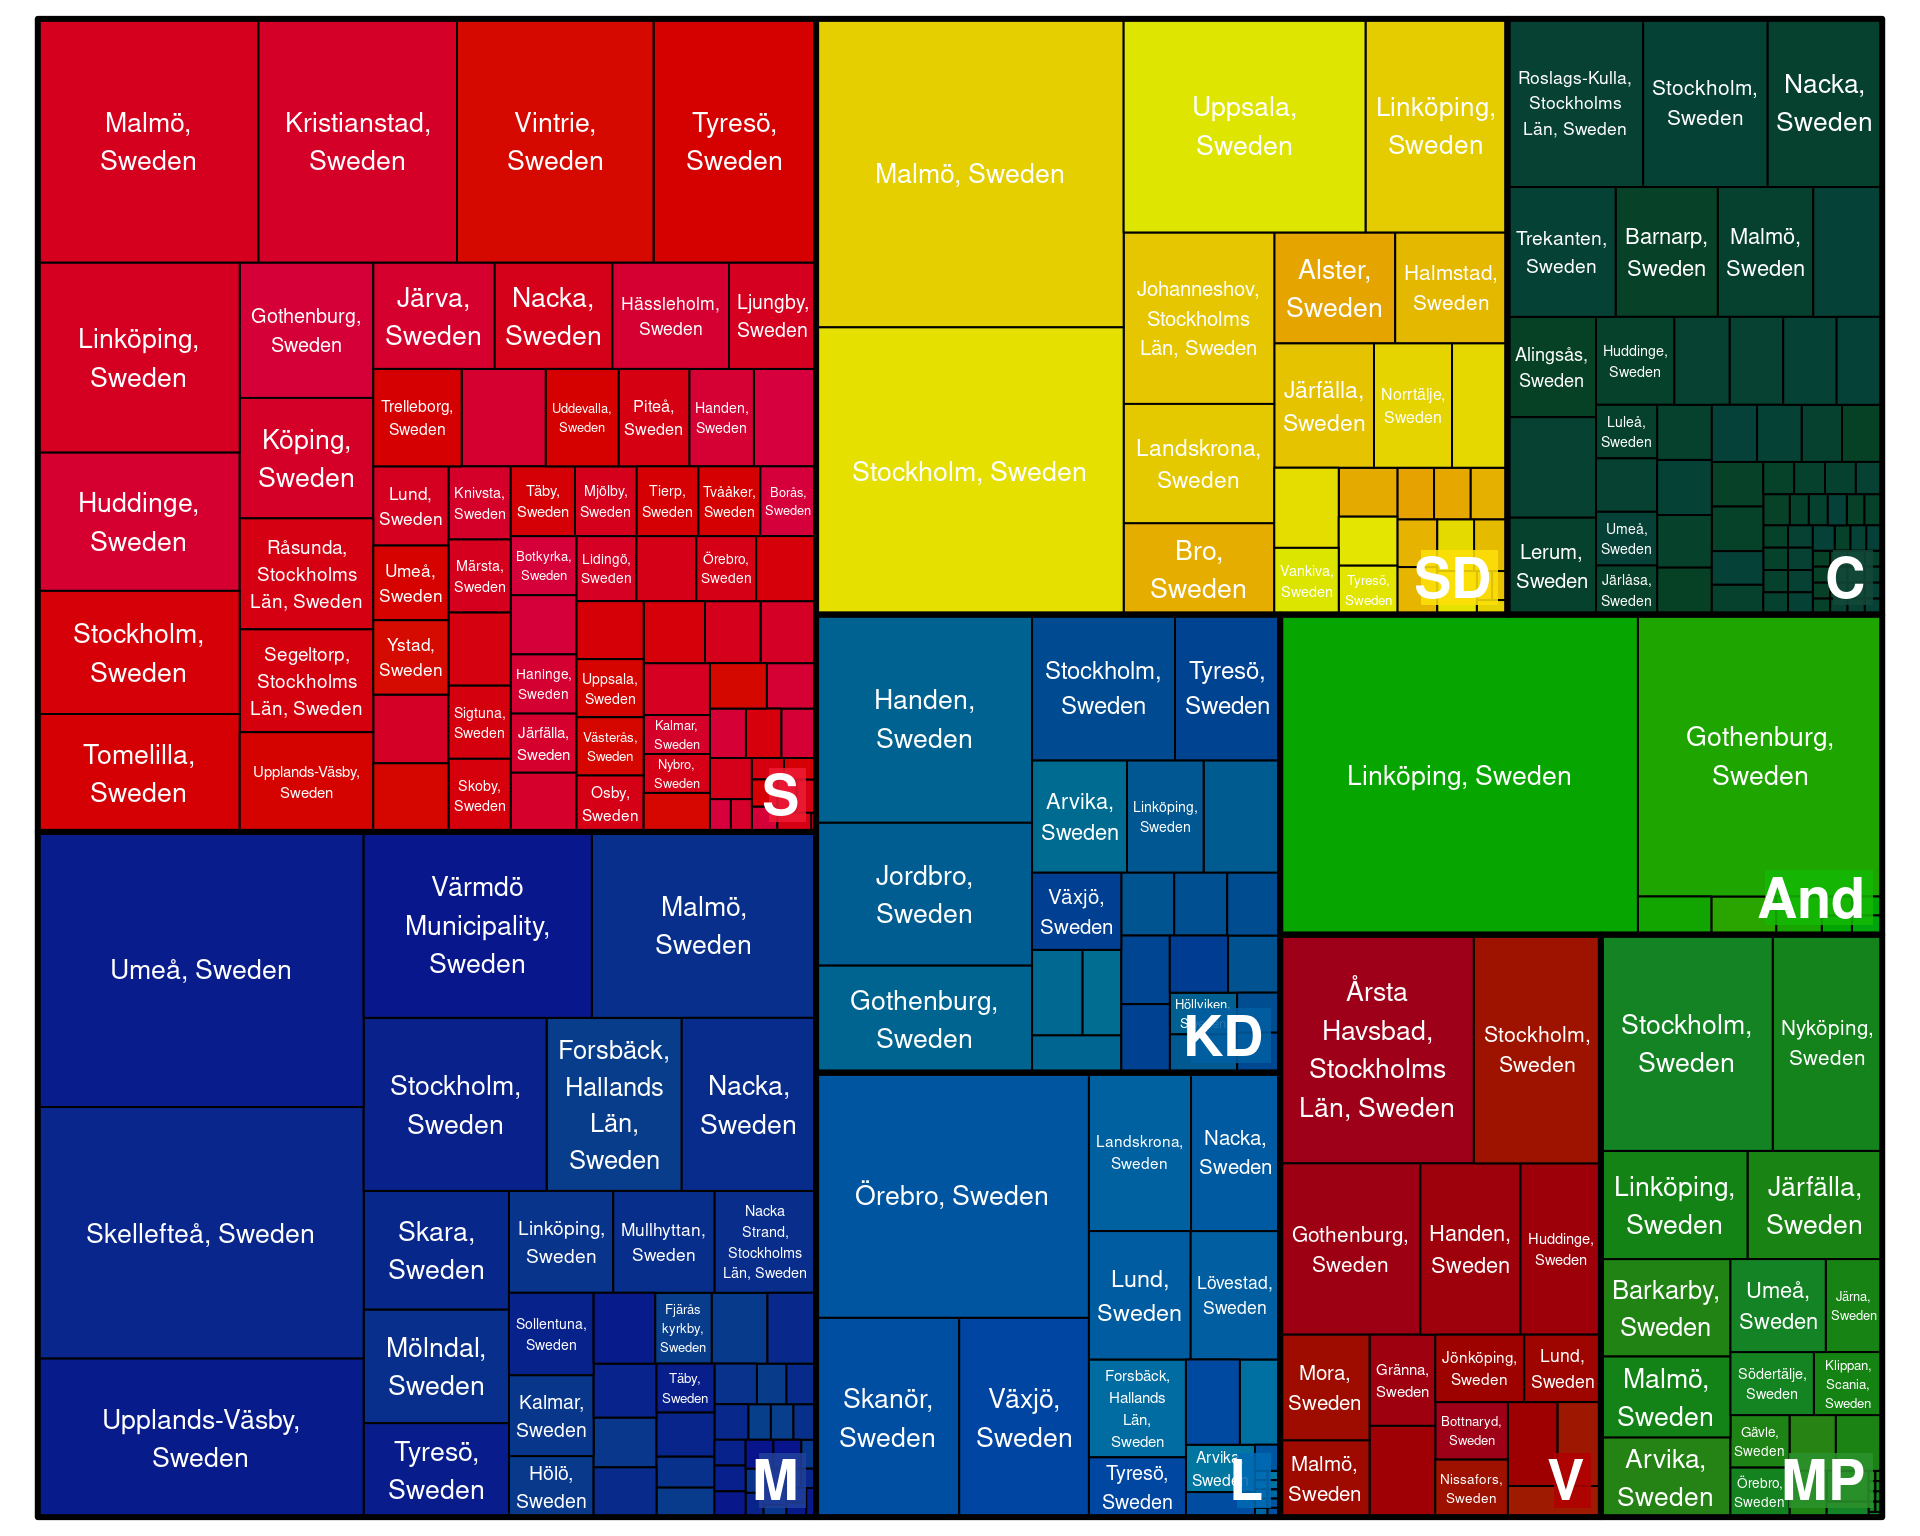 Malmö,
Sweden
Kristianstad,
Sweden
Vintrie,
Sweden
Tyresö,
Sweden
Linköping,
Sweden
Huddinge,
Sweden
Stockholm,
Sweden
Tomelilla,
Sweden
Gothenburg,
Sweden
Köping,
Sweden
Råsunda,
Stockholms
Län, Sweden
Segeltorp,
Stockholms
Län, Sweden
Upplands-Väsby,
Sweden
Järva,
Sweden
Nacka,
Sweden
Hässleholm,
Sweden
Ljungby,
Sweden
Trelleborg,
Sweden
Uddevalla,
Sweden
Piteå,
Sweden
Handen,
Sweden
Lund,
Sweden
Umeå,
Sweden
Ystad,
Sweden
Knivsta,
Sweden
Märsta,
Sweden
Sigtuna,
Sweden
Skoby,
Sweden
Täby,
Sweden
Mjölby,
Sweden
Tierp,
Sweden
Tvååker,
Sweden
Borås,
Sweden
Botkyrka,
Sweden
Haninge,
Sweden
Järfälla,
Sweden
Lidingö,
Sweden
Örebro,
Sweden
Uppsala,
Sweden
Västerås,
Sweden
Osby,
Sweden
Kalmar,
Sweden
Nybro,
Sweden
S
Malmö, Sweden
Stockholm, Sweden
Uppsala,
Sweden
Linköping,
Sweden
Johanneshov,
Stockholms
Län, Sweden
Landskrona,
Sweden
Bro,
Sweden
Alster,
Sweden
Halmstad,
Sweden
Järfälla,
Sweden
Norrtälje,
Sweden
Vankiva,
Sweden
Tyresö,
Sweden
SD
Roslags-Kulla,
Stockholms
Län, Sweden
Stockholm,
Sweden
Nacka,
Sweden
Trekanten,
Sweden
Barnarp,
Sweden
Malmö,
Sweden
Alingsås,
Sweden
Lerum,
Sweden
Huddinge,
Sweden
Luleå,
Sweden
Umeå,
Sweden
Järlåsa,
Sweden
C
Umeå, Sweden
Skellefteå, Sweden
Upplands-Väsby,
Sweden
Värmdö
Municipality,
Sweden
Malmö,
Sweden
Stockholm,
Sweden
Forsbäck,
Hallands
Län,
Sweden
Nacka,
Sweden
Skara,
Sweden
Mölndal,
Sweden
Tyresö,
Sweden
Linköping,
Sweden
Mullhyttan,
Sweden
Nacka
Strand,
Stockholms
Län, Sweden
Sollentuna,
Sweden
Kalmar,
Sweden
Hölö,
Sweden
Fjärås
kyrkby,
Sweden
Täby,
Sweden
M
Handen,
Sweden
Jordbro,
Sweden
Gothenburg,
Sweden
Stockholm,
Sweden
Tyresö,
Sweden
Arvika,
Sweden
Linköping,
Sweden
Växjö,
Sweden
Höllviken,
KD
Örebro, Sweden
Skanör,
Sweden
Växjö,
Sweden
Landskrona,
Sweden
Nacka,
Sweden
Lund,
Sweden
Lövestad,
Sweden
Forsbäck,
Hallands
Län,
Sweden
Tyresö,
Sweden
Arvika,
Sweden
L
Linköping, Sweden
Gothenburg,
Sweden
And
Årsta
Havsbad,
Stockholms
Län, Sweden
Stockholm,
Sweden
Gothenburg,
Sweden
Handen,
Sweden
Huddinge,
Sweden
Mora,
Sweden
Malmö,
Sweden
Gränna,
Sweden
Jönköping,
Sweden
Lund,
Sweden
Bottnaryd,
Sweden
Nissafors,
Sweden
V
Stockholm,
Sweden
Nyköping,
Sweden
Linköping,
Sweden
Järfälla,
Sweden
Barkarby,
Sweden
Malmö,
Sweden
Arvika,
Sweden
Umeå,
Sweden
Järna,
Sweden
Södertälje,
Sweden
Klippan,
Scania,
Sweden
Gävle,
Sweden
Örebro,
Sweden
MP